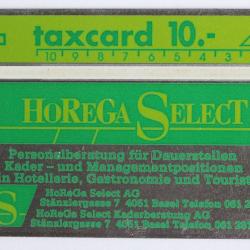 taxcard 10.-
10 9 8 7 6 5 4 3
HOREGA SELECT
Personalberatung für Dauerstellen
Kader - und Managementpositionen
in Hotellerie, Gastronomie und Tourist
HoReGa Select AG
Stänzlergasse 7 4051 Basel Telefon 061 2
HoReGa Select Kaderberatung AG
Stänzlergasse 7 4051 Basel Telefon 061 28